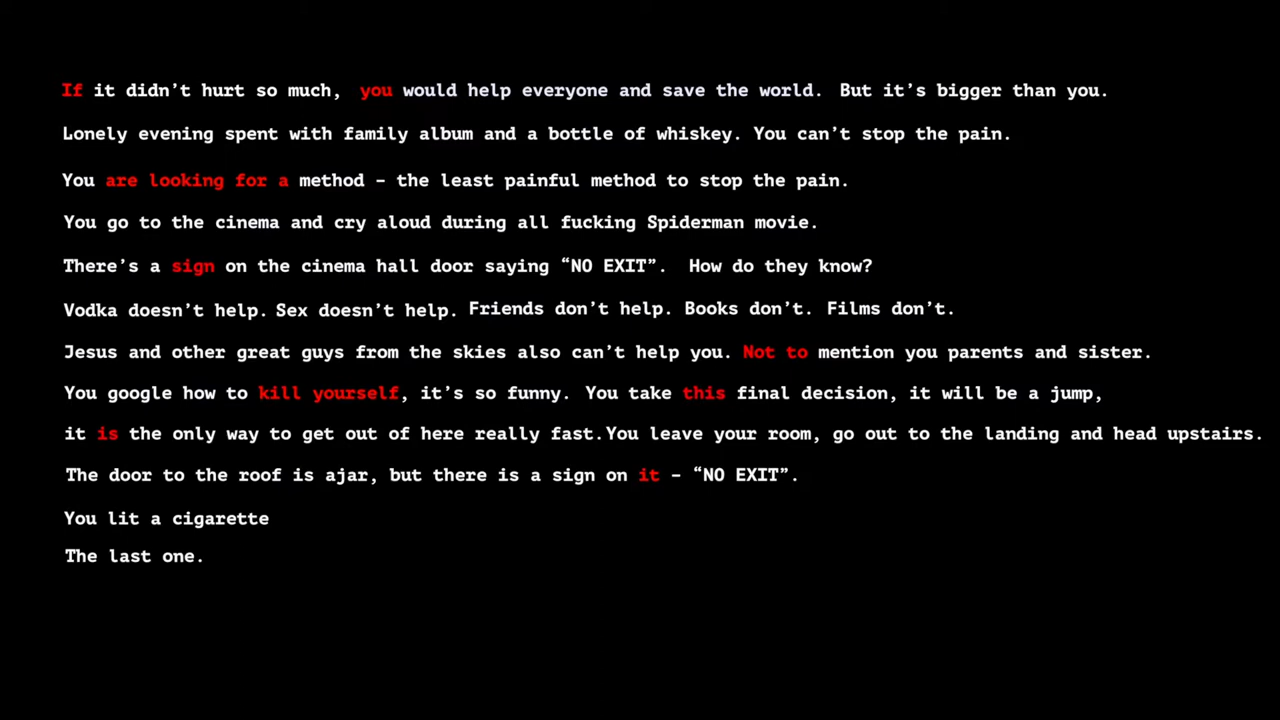 If it didn’t hurt so much, you would help everyone and save the world. But it’s bigger than you.
Lonely evening spent with family album and a bottle of whiskey. You can’t stop the pain.
You are looking for a method – the least painful method to stop the pain.
You go to the cinema and cry aloud during all fucking Spiderman movie.
There’s a sign on the cinema hall door saying “NO EXIT”. How do they know?
Vodka doesn’t help. Sex doesn’t help. Friends don’t help. Books don’t. Films don’t.
Jesus and other great guys from the skies also can’t help you. Not to mention you parents and sister.
You google how to kill yourself, it’s so funny. You take this final decision, it will be a jump,
it is the only way to get out of here really fast.You leave your room, go out to the landing and head upstairs.
The door to the roof is ajar, but there is a sign on it – “NO EXIT”.
You lit a cigarette
The last one.